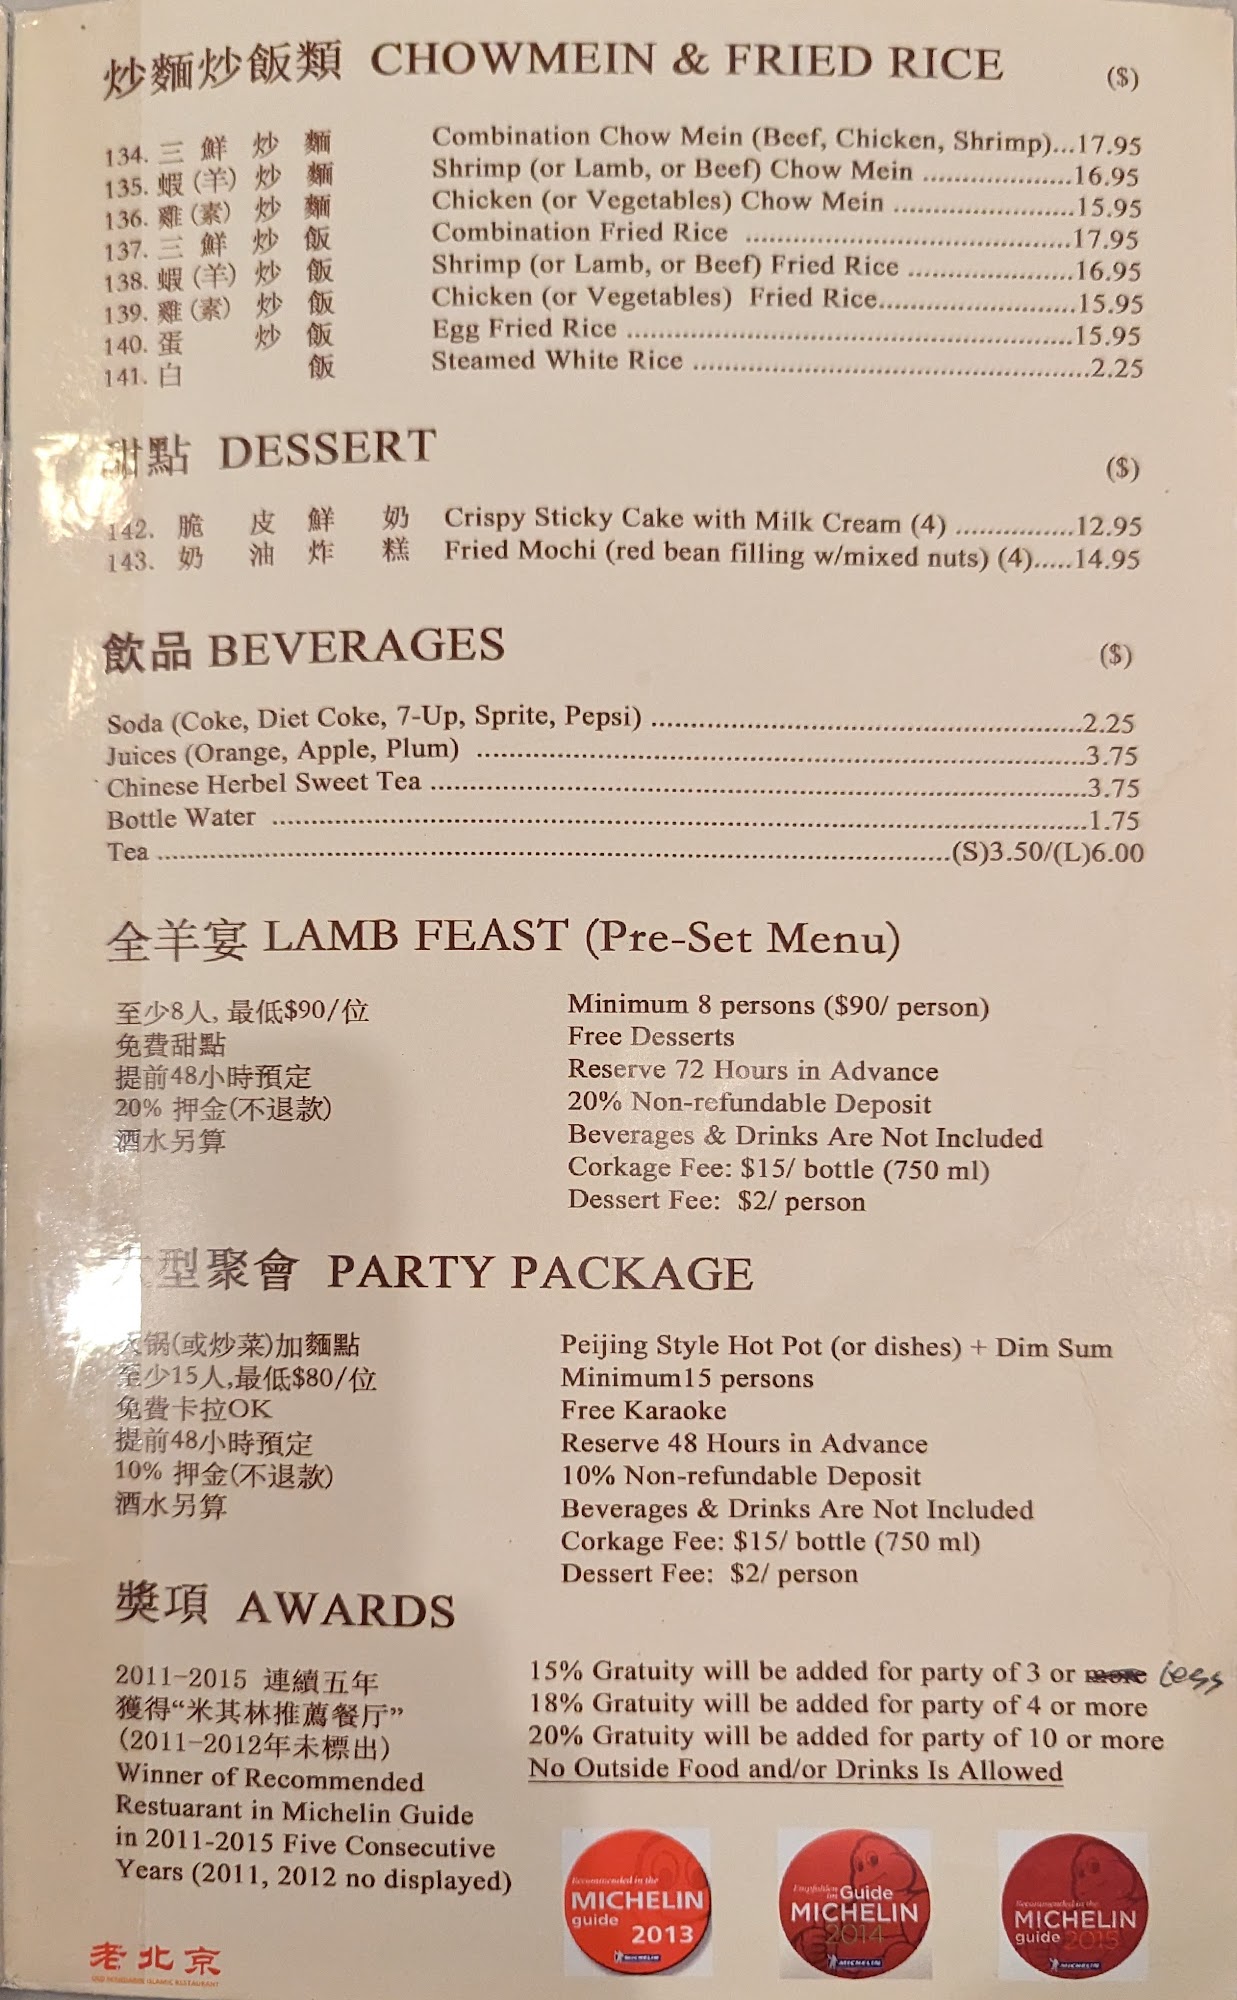 炒麵炒飯類 CHOWMEIN & FRIED RICE ($)
134. 三 鮮 炒 麵 Combination Chow Mein (Beef, Chicken, Shrimp)...17.95
135. 蝦 (羊) 炒 麵 Shrimp (or Lamb, or Beef) Chow Mein ....................16.95
136. 雞 (素) 炒 麵 Chicken (or Vegetables) Chow Mein ........................15.95
137. 三 鮮 炒 飯 Combination Fried Rice ...........................................17.95
138. 蝦 (羊) 炒 飯 Shrimp (or Lamb, or Beef) Fried Rice ......................16.95
139. 雞 (素) 炒 飯 Chicken (or Vegetables) Fried Rice..........................15.95
140. 蛋 炒 飯 Egg Fried Rice ...........................................................15.95
141. 白 飯 Steamed White Rice .....................................................2.25
甜點 DESSERT ($)
142. 脆 皮 鮮 奶 Crispy Sticky Cake with Milk Cream (4) ................12.95
143. 奶 油 炸 糕 Fried Mochi (red bean filling w/mixed nuts) (4).....14.95
飲品 BEVERAGES ($)
Soda (Coke, Diet Coke, 7-Up, Sprite, Pepsi) .........................................................2.25
Juices (Orange, Apple, Plum) ................................................................................3.75
Chinese Herbel Sweet Tea ......................................................................................3.75
Bottle Water ...........................................................................................................1.75
Tea ........................................................................................................(S)3.50/(L)6.00
全羊宴 LAMB FEAST (Pre-Set Menu)
至少8人, 最低$90/位 Minimum 8 persons ($90/ person)
免費甜點 Free Desserts
提前48小時預定 Reserve 72 Hours in Advance
20% 押金(不退款) 20% Non-refundable Deposit
酒水另算 Beverages & Drinks Are Not Included
Corkage Fee: $15/ bottle (750 ml)
Dessert Fee: $2/ person
型聚會 PARTY PACKAGE
锅(或炒菜)加麵點 Peijing Style Hot Pot (or dishes) + Dim Sum
至少15人,最低$80/位 Minimum15 persons
免費卡拉OK Free Karaoke
提前48小時預定 Reserve 48 Hours in Advance
10% 押金(不退款) 10% Non-refundable Deposit
酒水另算 Beverages & Drinks Are Not Included
Corkage Fee: $15/ bottle (750 ml)
Dessert Fee: $2/ person
獎項 AWARDS
2011-2015 連續五年
獲得“米其林推薦餐厅”
(2011-2012年未標出)
Winner of Recommended
Restuarant in Michelin Guide
in 2011-2015 Five Consecutive
Years (2011, 2012 no displayed)
15% Gratuity will be added for party of 3 or more Less
18% Gratuity will be added for party of 4 or more
20% Gratuity will be added for party of 10 or more
No Outside Food and/or Drinks Is Allowed
Recommended in the
MICHELIN
guide 2013
MICHELIN
Empfohlen
im Guide
MICHELIN
2014
MICHELIN
Recommended in the
MICHELIN
guide 2015
MICHELIN
老北京
OLD MANDARIN ISLAMIC RESTAURANT